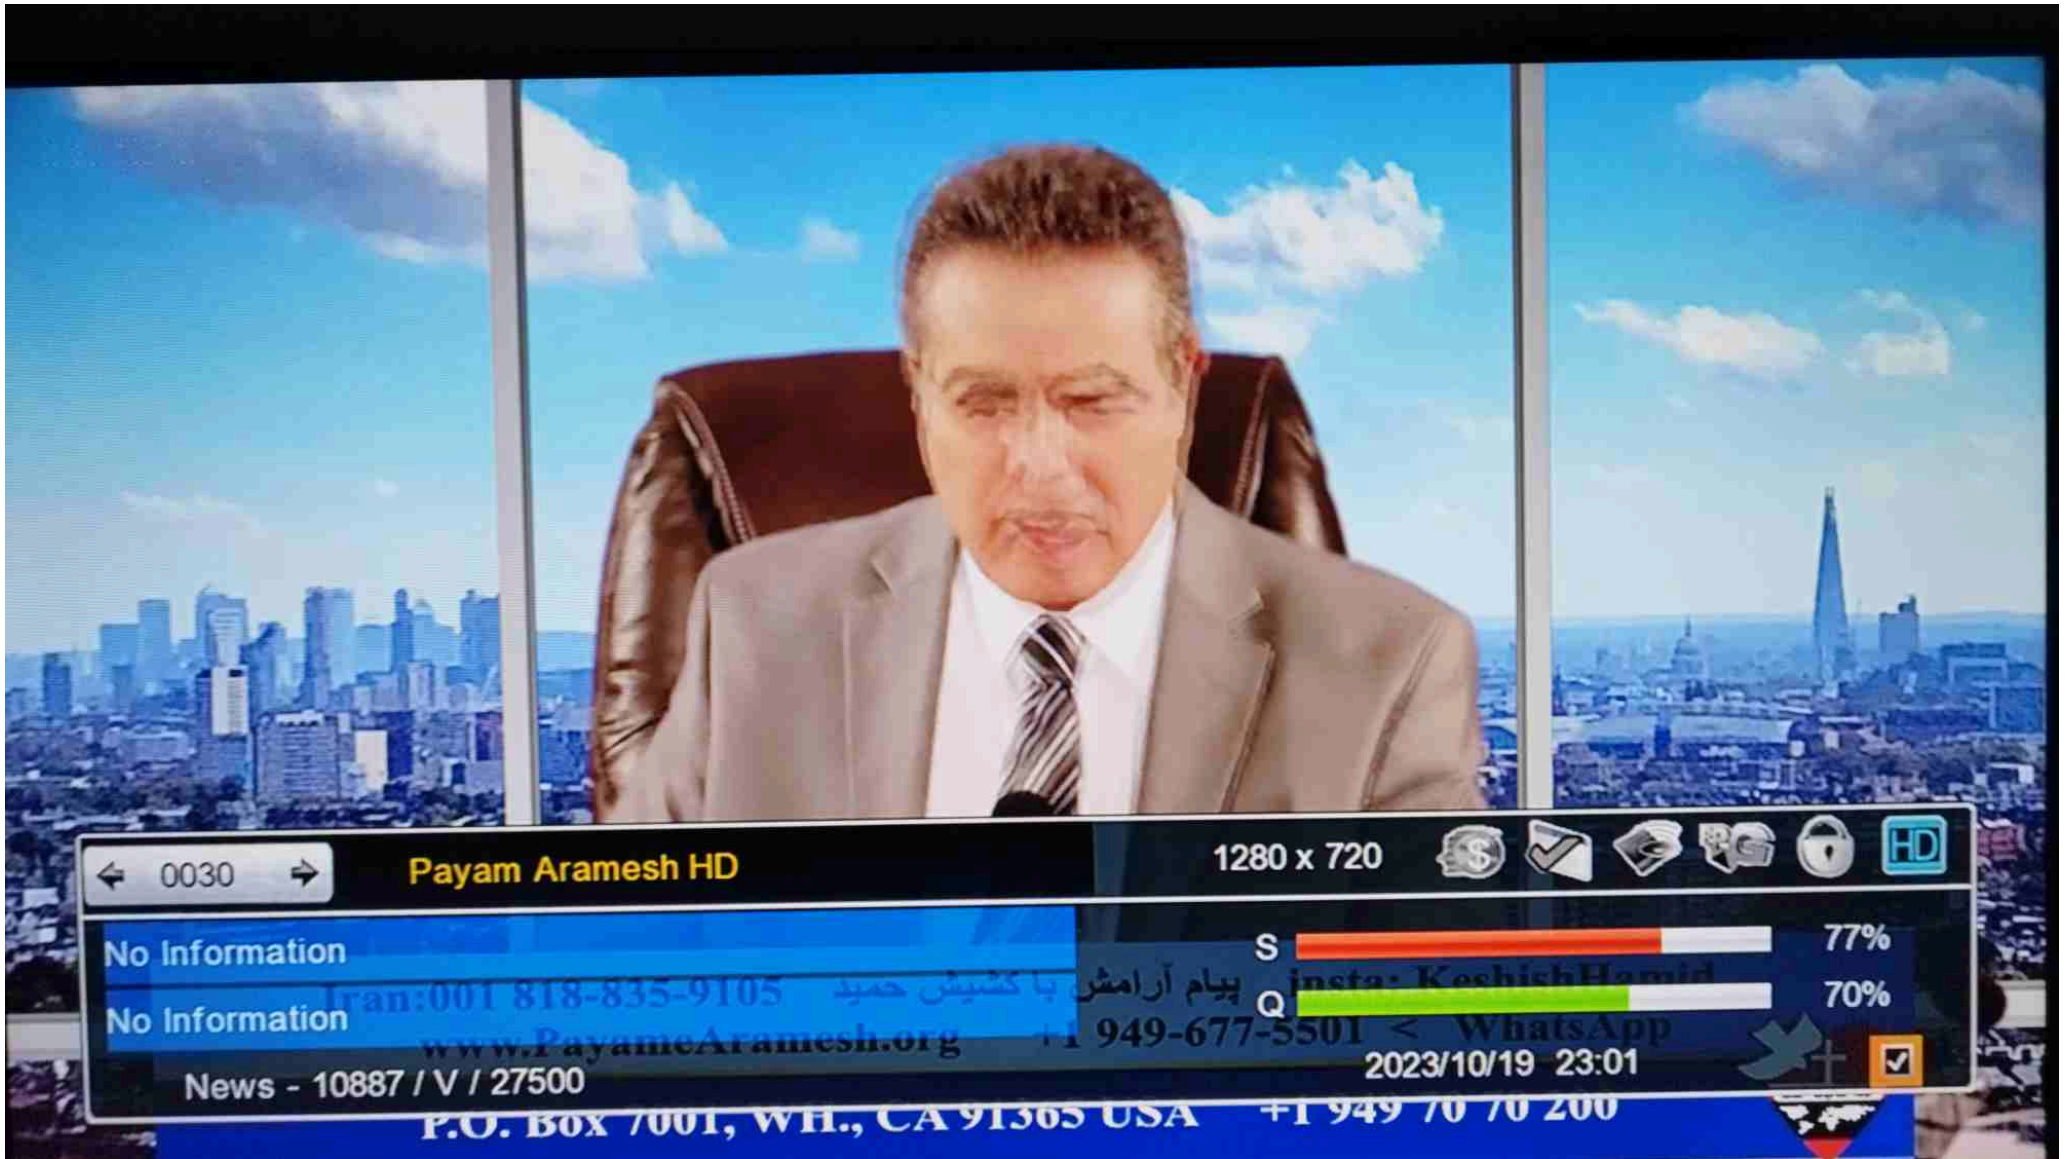 0030 Payam Aramesh HD 1280 x 720 $ HD
No Information
S 77%
Iran:001 818-835-9105 پیام آرامش با کشیش حمید insta: KeshishHamid
No Information
Q 70%
www.PayameAramesh.org +1 949-677-5501 < WhatsApp
News - 10887 / V / 27500 2023/10/19 23:01
P.O. Box 7001, WH., CA 91365 USA +1 949 70 70 200